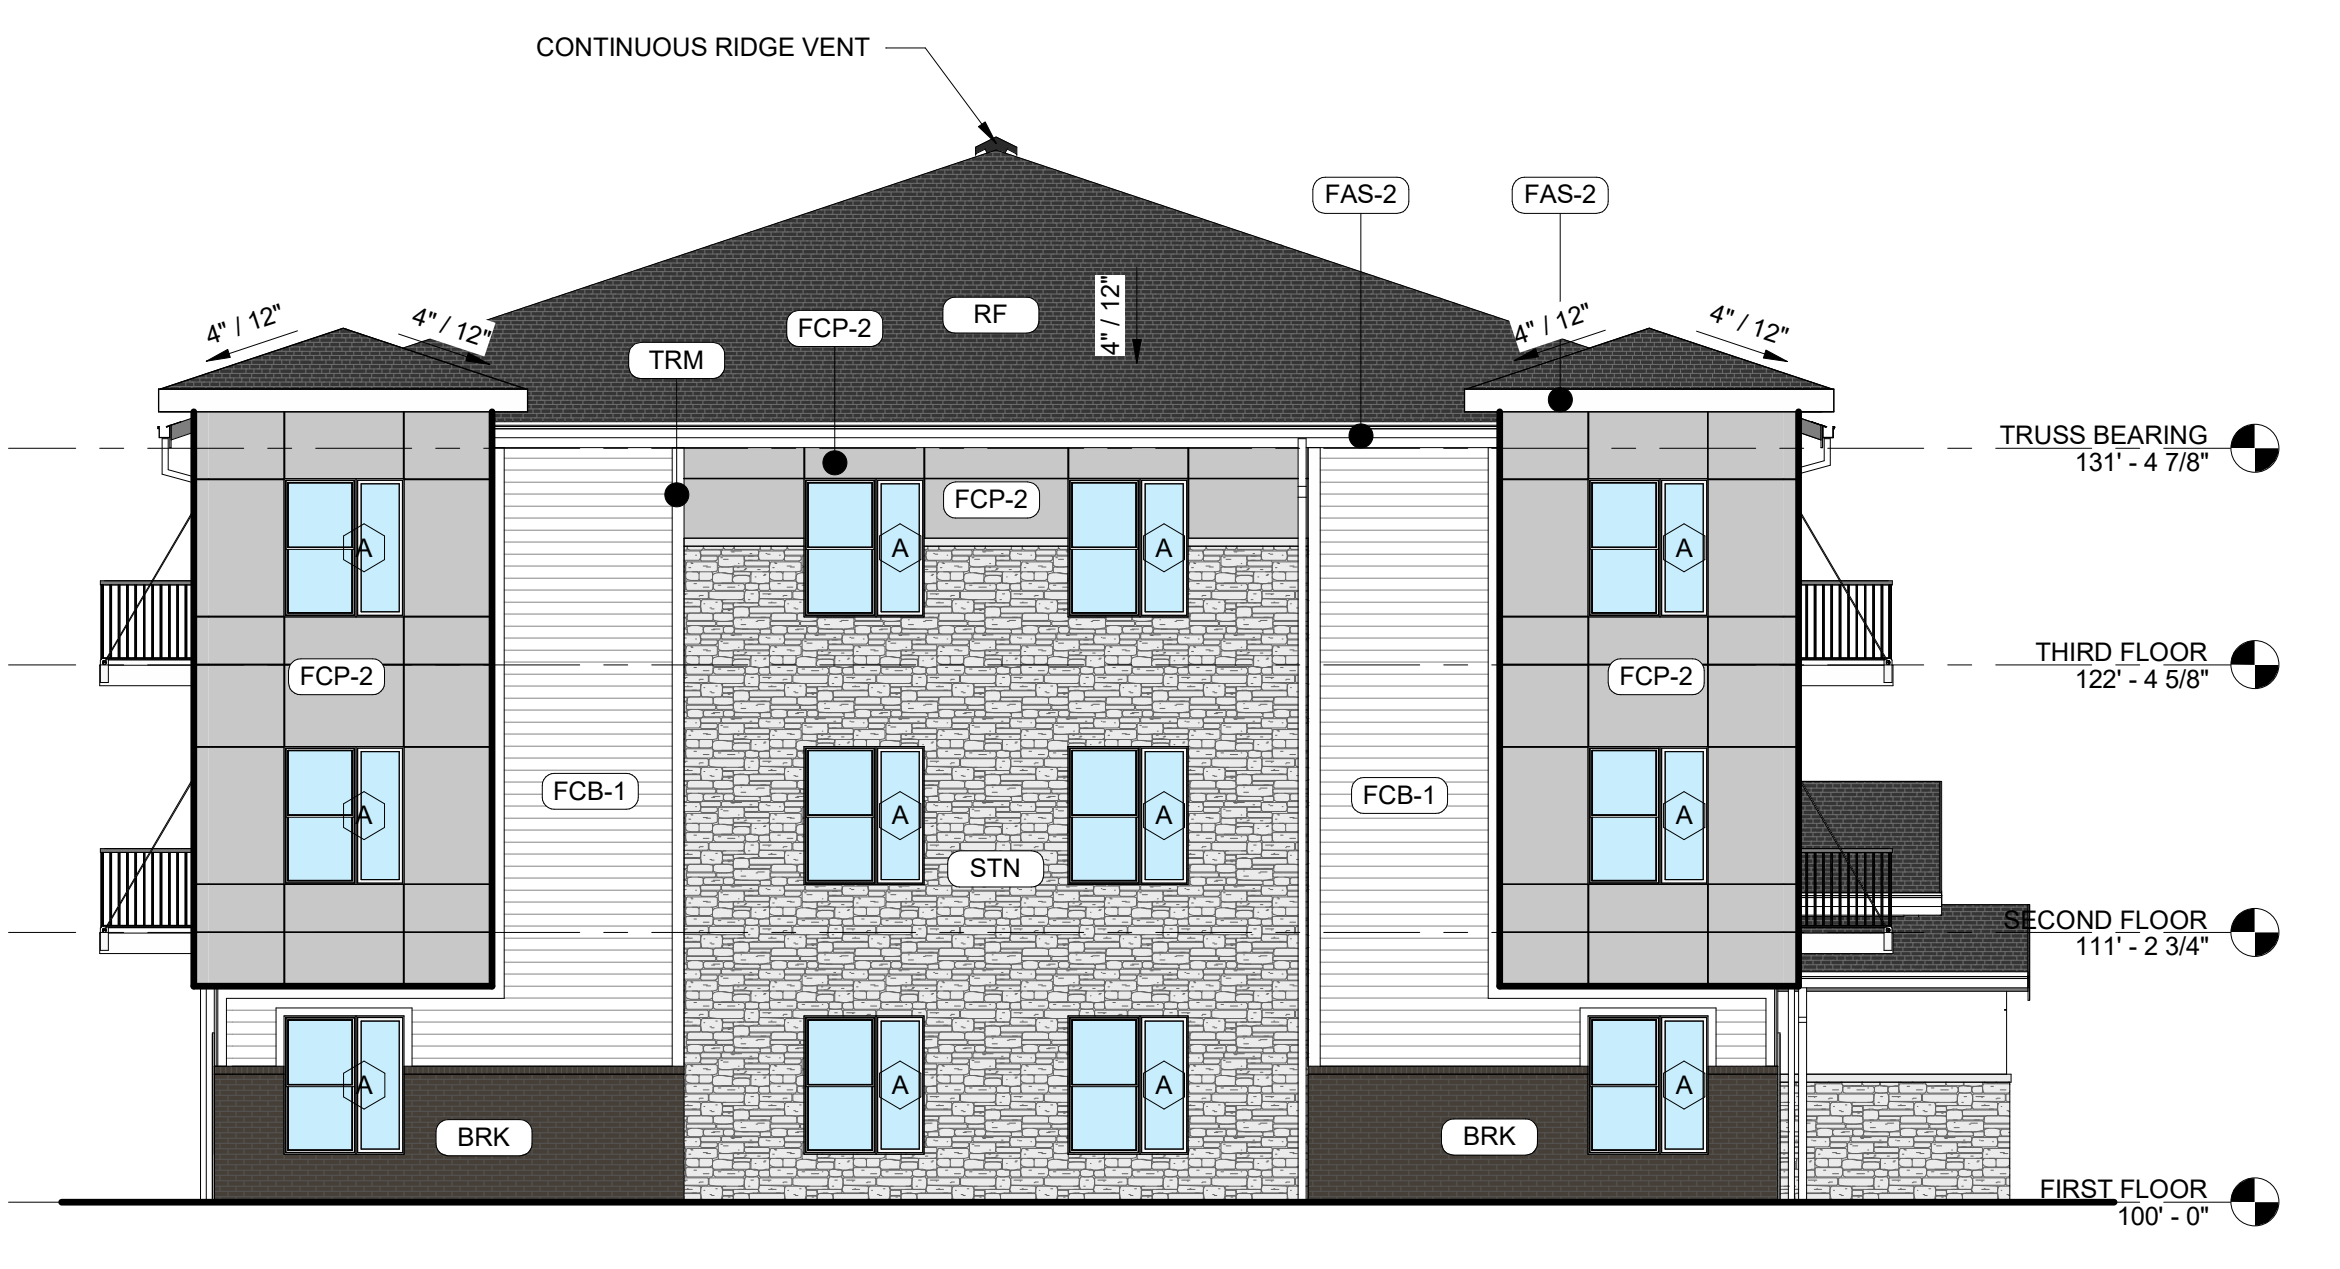 CONTINUOUS RIDGE VENT
FAS-2
FAS-2
4" / 12"
4" / 12"
4" / 12"
4" / 12"
4" / 12"
RF
FCP-2
TRM
TRUSS BEARING
131' - 4 7/8"
FCP-2
A
A
A
A
THIRD FLOOR
122' - 4 5/8"
FCP-2
FCP-2
FCB-1
FCB-1
A
A
A
A
STN
SECOND FLOOR
111' - 2 3/4"
A
A
A
A
BRK
BRK
FIRST FLOOR
100' - 0"